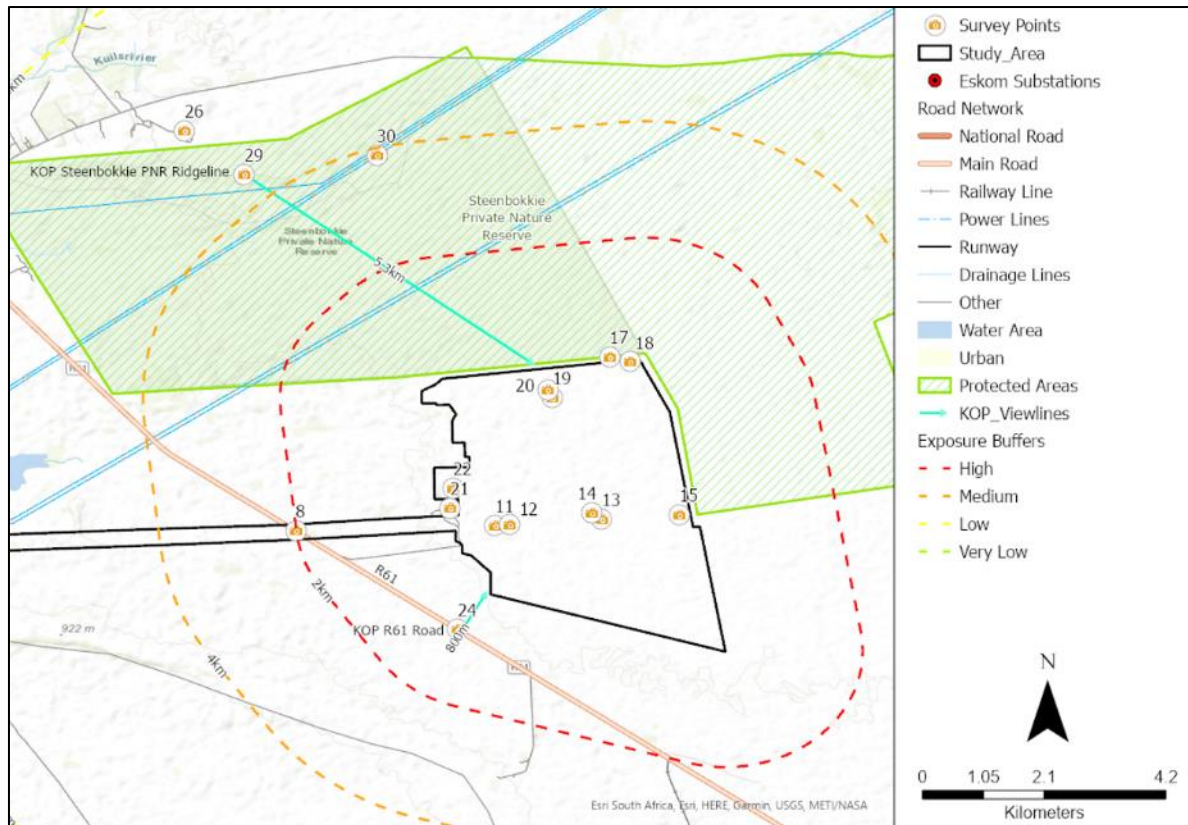 Kuilsrivier
km
26
30
29
KOP Steenbokkie PNR Ridgeline
Steenbokkie
Private Nature
Reserve
Steenbokkie
Private Nature
Reserve
5.3km
17
18
20
19
22
21
11
12
14
13
15
8
R61
2km
24
KOP R61 Road
800m
922 m
4km
Esri South Africa, Esri, HERE, Garmin, USGS, METI/NASA
Survey Points
Study_Area
Eskom Substations
Road Network
National Road
Main Road
Railway Line
Power Lines
Runway
Drainage Lines
Other
Water Area
Urban
Protected Areas
KOP_Viewlines
Exposure Buffers
High
Medium
Low
Very Low
N
0
1.05
2.1
4.2
Kilometers